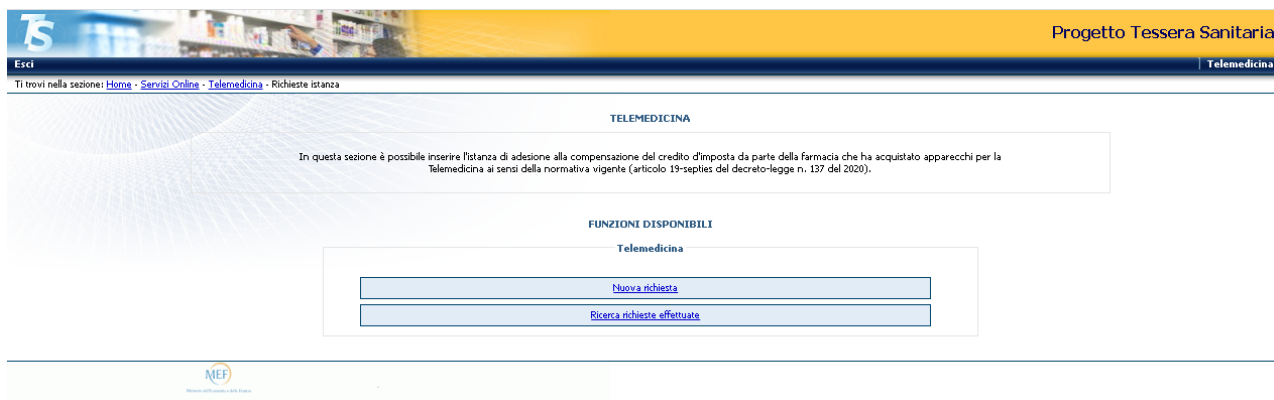 TS
Progetto Tessera Sanitaria
Esci
Telemedicina
Ti trovi nella sezione: Home - Servizi Online - Telemedicina - Richieste istanza
TELEMEDICINA
In questa sezione è possibile inserire l'istanza di adesione alla compensazione del credito d'imposta da parte della farmacia che ha acquistato apparecchi per la
Telemedicina ai sensi della normativa vigente (articolo 19-septies del decreto-legge n. 137 del 2020).
FUNZIONI DISPONIBILI
Telemedicina
Nuova richiesta
Ricerca richieste effettuate
MEF